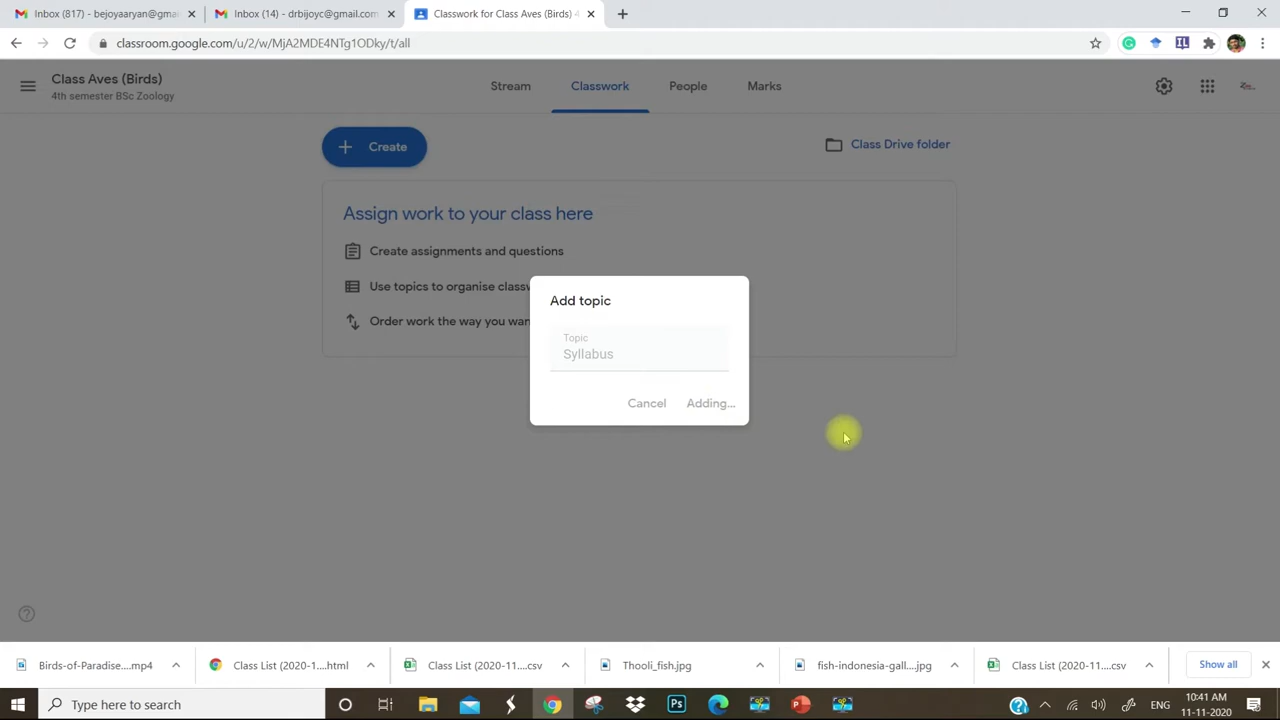 Inbox (817) - bejoyaaryan@gma
Inbox (14) - drbijoyc@gmail.com
Classwork for Class Aves (Birds) 4
classroom.google.com/u/2/w/MjA2MDE4NTg1ODky/t/all
Class Aves (Birds)
4th semester BSc Zoology
Stream
Classwork
People
Marks
Create
Class Drive folder
Assign work to your class here
Create assignments and questions
Use topics to organise classw
Order work the way you wan
Add topic
Topic
Syllabus
Cancel
Adding...
Birds-of-Paradise....mp4
Class List (2020-1....html
Class List (2020-11....csv
Thooli_fish.jpg
fish-indonesia-gall....jpg
Class List (2020-11....csv
Show all
Type here to search
ENG
10:41 AM
11-11-2020